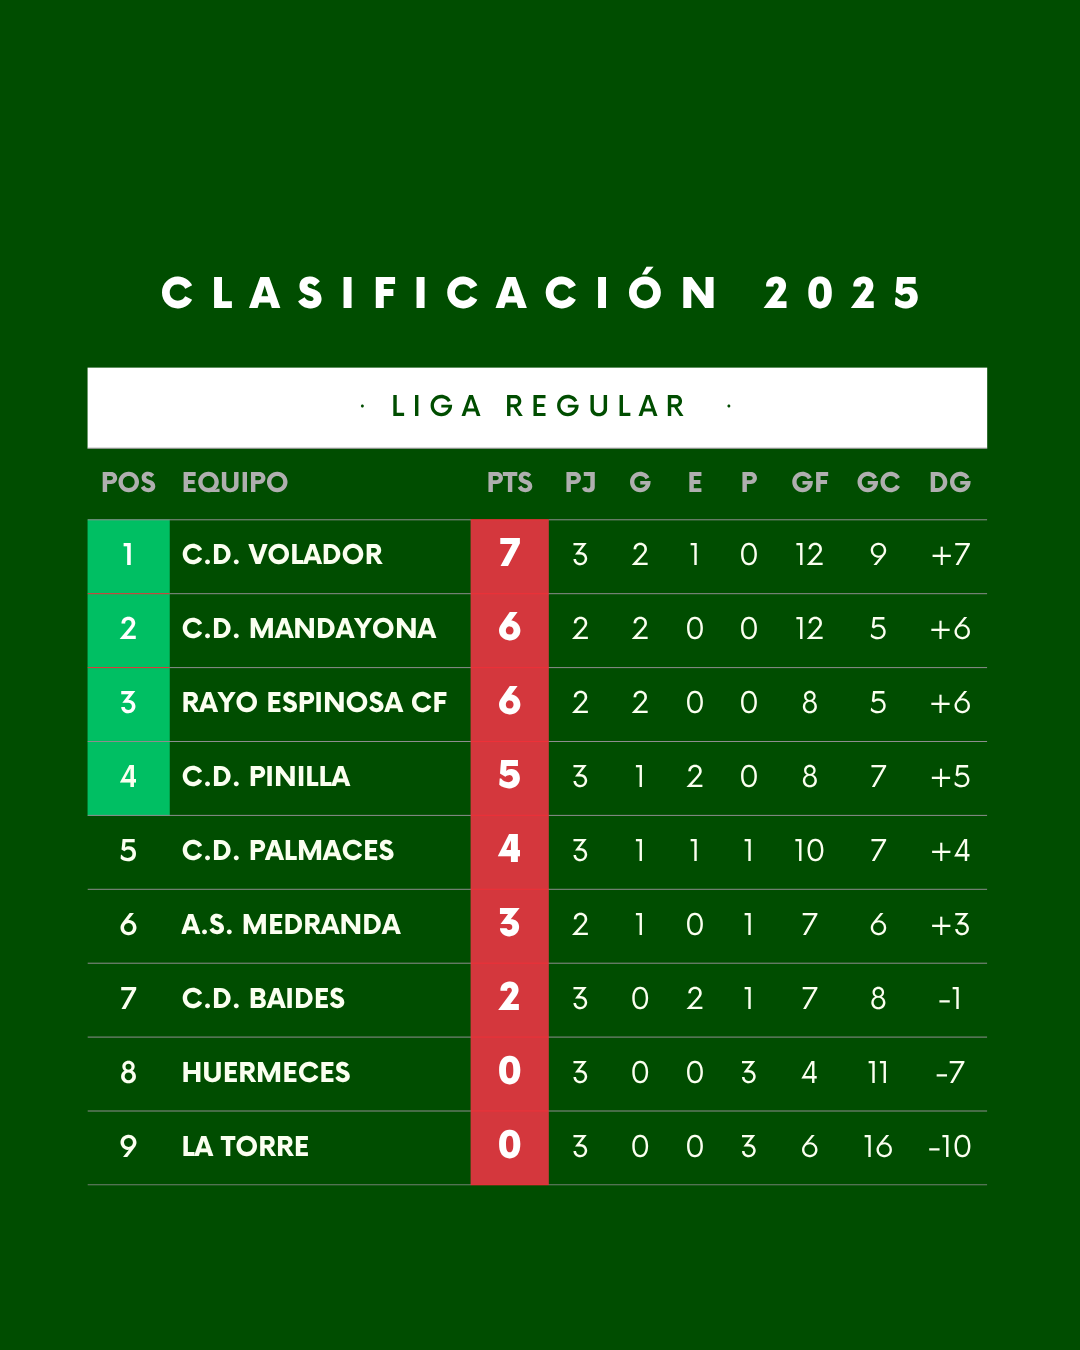 CLASIFICACIÓN 2025
· LIGA REGULAR ·
POS EQUIPO PTS PJ G E P GF GC DG
1 C.D. VOLADOR 7 3 2 1 0 12 9 +7
2 C.D. MANDAYONA 6 2 2 0 0 12 5 +6
3 RAYO ESPINOSA CF 6 2 2 0 0 8 5 +6
4 C.D. PINILLA 5 3 1 2 0 8 7 +5
5 C.D. PALMACES 4 3 1 1 1 10 7 +4
6 A.S. MEDRANDA 3 2 1 0 1 7 6 +3
7 C.D. BAIDES 2 3 0 2 1 7 8 -1
8 HUERMECES 0 3 0 0 3 4 11 -7
9 LA TORRE 0 3 0 0 3 6 16 -10